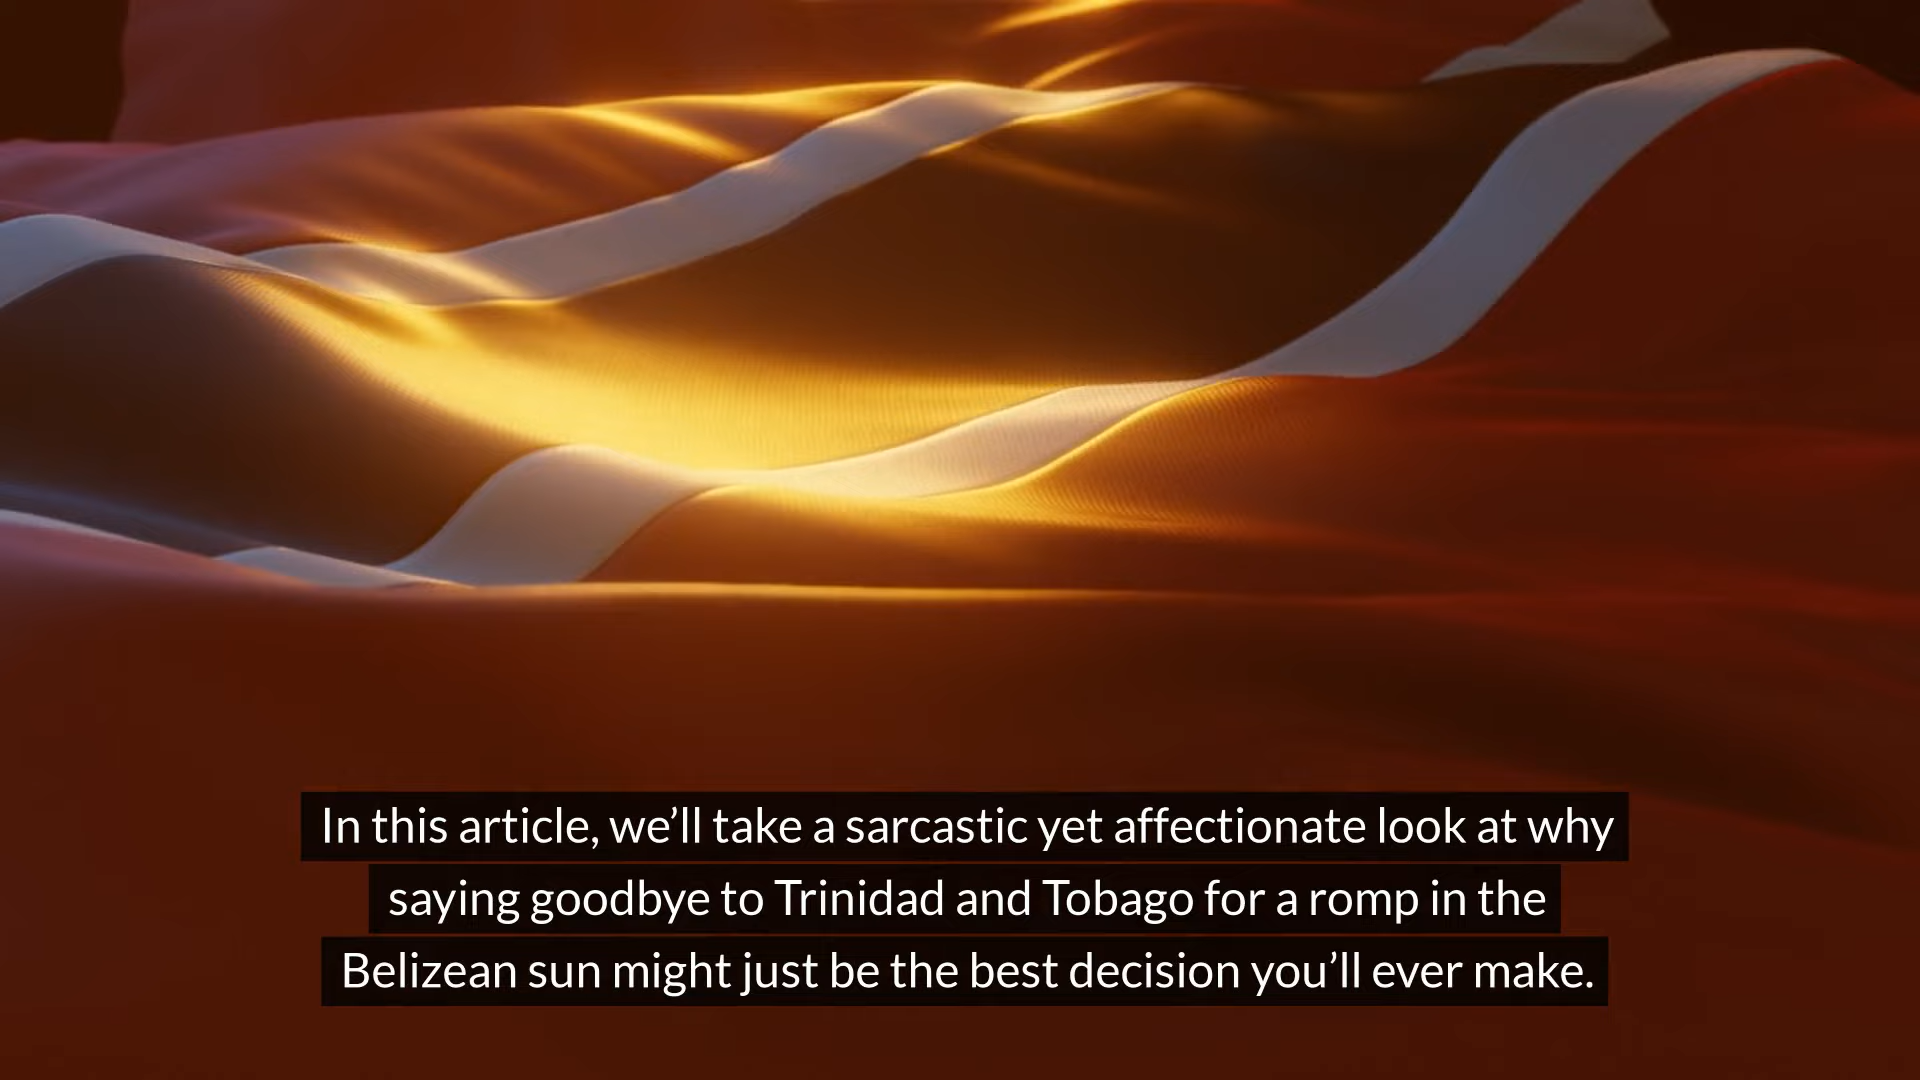 In this article, we’ll take a sarcastic yet affectionate look at why
saying goodbye to Trinidad and Tobago for a romp in the
Belizean sun might just be the best decision you’ll ever make.